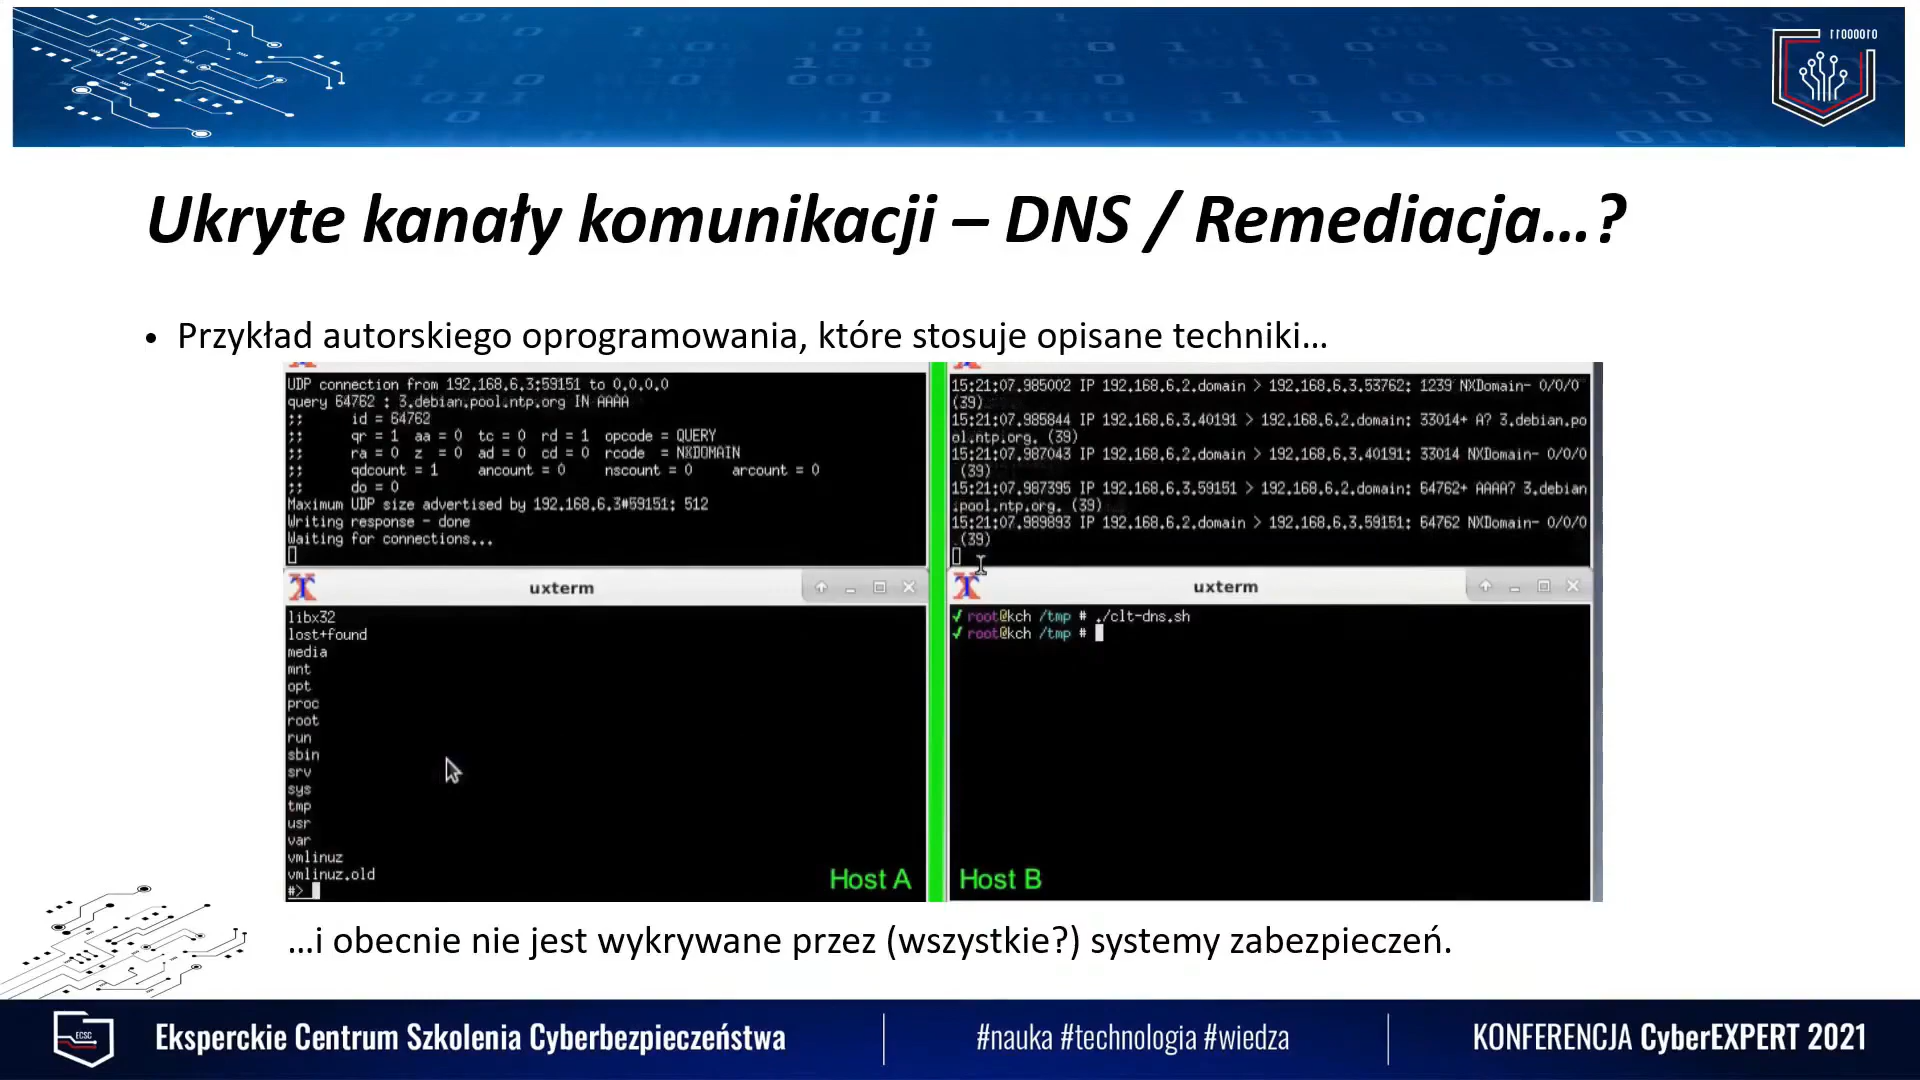 11000010
Ukryte kanały komunikacji – DNS / Remediacja...?
• Przykład autorskiego oprogramowania, które stosuje opisane techniki...
UDP connection from 192.168.6.3:59151 to 0.0.0.0
query 64762 : 3.debian.pool.ntp.org IN AAAA
;; id = 64762
;; qr = 1 aa = 0 tc = 0 rd = 1 opcode = QUERY
;; ra = 0 z = 0 ad = 0 cd = 0 rcode = NXDOMAIN
;; qdcount = 1 ancount = 0 nscount = 0 arcount = 0
;; do = 0
Maximum UDP size advertised by 192.168.6.3#59151: 512
Writing response - done
Waiting for connections...
15:21:07.985002 IP 192.168.6.2.domain > 192.168.6.3.53762: 1239 NXDomain- 0/0/0
(39)
15:21:07.985844 IP 192.168.6.3.40191 > 192.168.6.2.domain: 33014+ A? 3.debian.po
ol.ntp.org. (39)
15:21:07.987043 IP 192.168.6.2.domain > 192.168.6.3.40191: 33014 NXDomain- 0/0/0
(39)
15:21:07.987395 IP 192.168.6.3.59151 > 192.168.6.2.domain: 64762+ AAAA? 3.debian
.pool.ntp.org. (39)
15:21:07.989893 IP 192.168.6.2.domain > 192.168.6.3.59151: 64762 NXDomain- 0/0/0
(39)
uxterm
libx32
lost+found
media
mnt
opt
proc
root
run
sbin
srv
sys
tmp
usr
var
vmlinuz
vmlinuz.old
#>
Host A
uxterm
√ root@kch /tmp # ./clt-dns.sh
√ root@kch /tmp #
Host B
...i obecnie nie jest wykrywane przez (wszystkie?) systemy zabezpieczeń.
ECSC
Eksperckie Centrum Szkolenia Cyberbezpieczeństwa
#nauka #technologia #wiedza
KONFERENCJA CyberEXPERT 2021